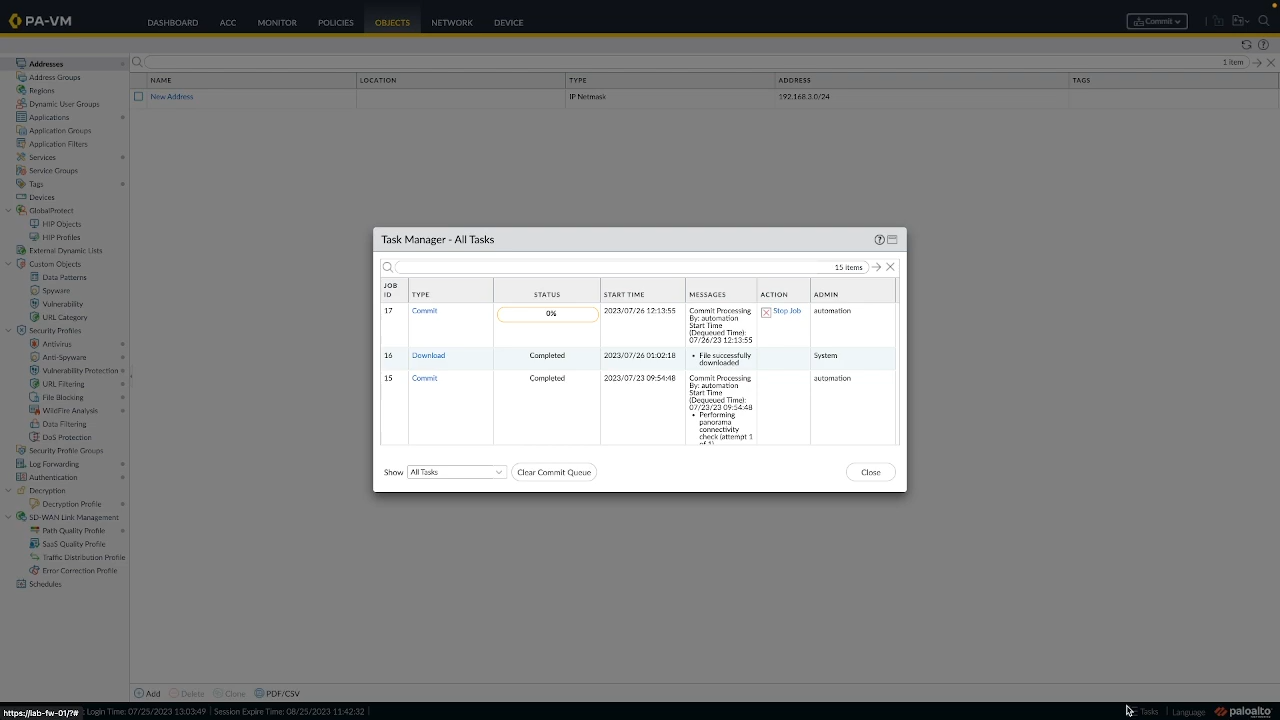 PA-VM
DASHBOARD ACC MONITOR POLICIES OBJECTS NETWORK DEVICE
Commit
Addresses
Address Groups
Regions
Dynamic User Groups
Applications
Application Groups
Application Filters
Services
Service Groups
Tags
Devices
GlobalProtect
HIP Objects
HIP Profiles
External Dynamic Lists
Custom Objects
Data Patterns
Spyware
Vulnerability
URL Category
Security Profiles
Antivirus
Anti-Spyware
Vulnerability Protection
URL Filtering
File Blocking
WildFire Analysis
Data Filtering
DoS Protection
Security Profile Groups
Log Forwarding
Authentication
Decryption
Decryption Profile
SD-WAN Link Management
Path Quality Profile
SaaS Quality Profile
Traffic Distribution Profile
Error Correction Profile
Schedules
1 item
NAME LOCATION TYPE ADDRESS TAGS
New Address IP Netmask 192.168.3.0/24
Task Manager - All Tasks
15 items
JOB ID TYPE STATUS START TIME MESSAGES ACTION ADMIN
17 Commit 0% 2023/07/26 12:13:55 Commit Processing Stop Job automation
By: automation
Start Time
(Dequeued Time):
07/26/23 12:13:55
16 Download Completed 2023/07/26 01:02:18 • File successfully System
downloaded
15 Commit Completed 2023/07/23 09:54:48 Commit Processing automation
By: automation
Start Time
(Dequeued Time):
07/23/23 09:54:48
• Performing
panorama
connectivity
check (attempt 1
of 1)
Show All Tasks Clear Commit Queue Close
Add Delete Clone PDF/CSV
https://lab-fw-01/?# Login Time: 07/25/2023 13:03:49 | Session Expire Time: 08/25/2023 11:42:32 |
Tasks | Language paloalto